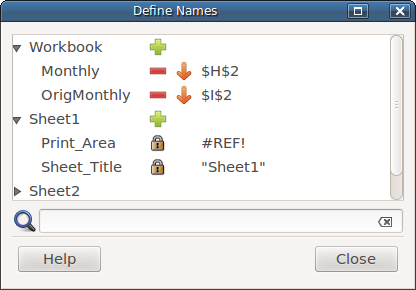 Define Names
Workbook
Monthly $H$2
OrigMonthly $I$2
Sheet1
Print_Area #REF!
Sheet_Title "Sheet1"
Sheet2
Help Close